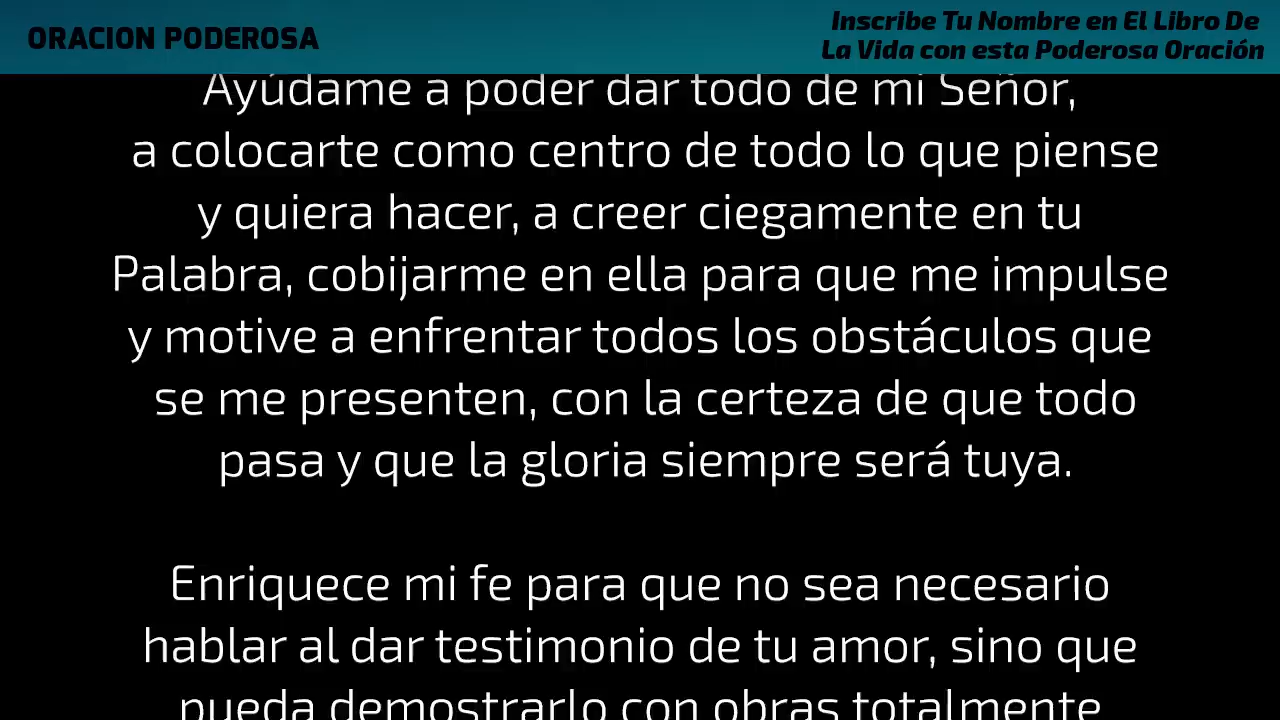 ORACION PODEROSA
Inscribe Tu Nombre en El Libro De
La Vida con esta Poderosa Oración
Ayúdame a poder dar todo de mi Señor,
a colocarte como centro de todo lo que piense
y quiera hacer, a creer ciegamente en tu
Palabra, cobijarme en ella para que me impulse
y motive a enfrentar todos los obstáculos que
se me presenten, con la certeza de que todo
pasa y que la gloria siempre será tuya.
Enriquece mi fe para que no sea necesario
hablar al dar testimonio de tu amor, sino que
pueda demostrarlo con obras totalmente